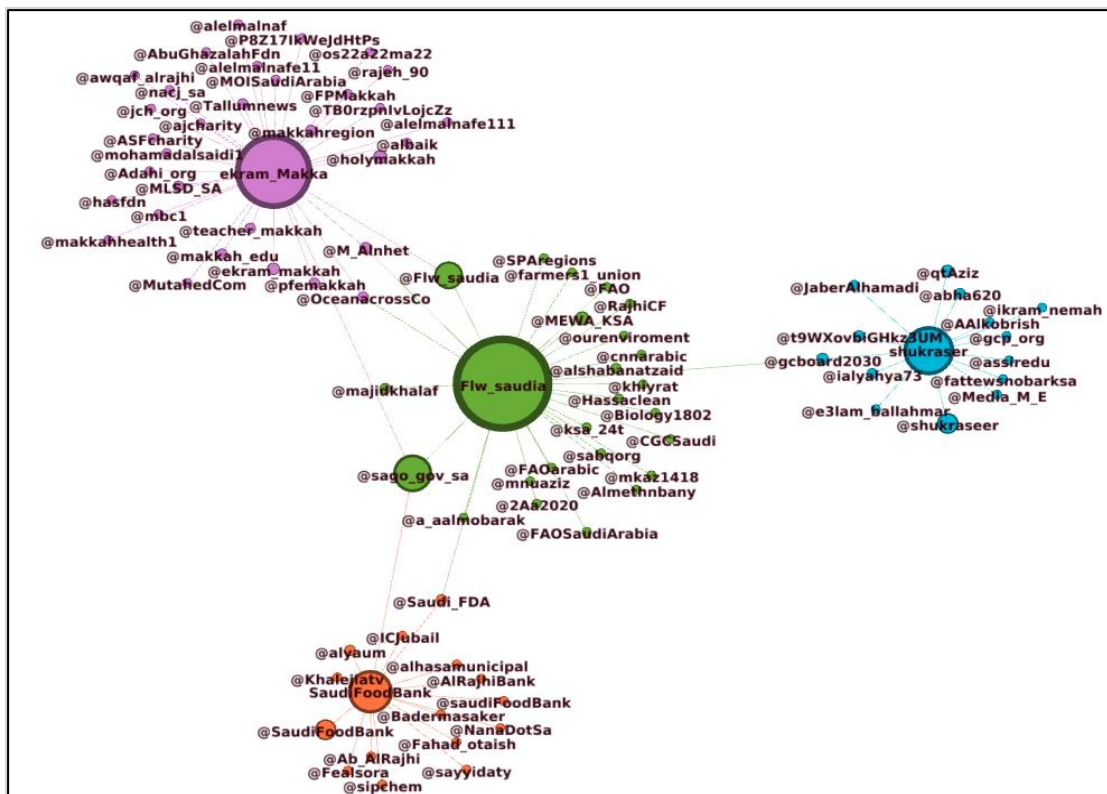 @alelmalnaf
@P8Z17IkWeJdHtPs
@AbuGhazalahFdn
@os22a22ma22
@alelmalnafe11
@awqaf_alrajhi
@rajeh_90
@MOISaudiArabia
@nacj_sa
@FPMakkah
@Tallumnews
@jch_org
@TB0rzpnIvLojcZz
@ajcharity
@alelmalnafe111
@makkahregion
@ASFcharity
@albaik
@mohamadalsaidi1
@holymakkah
ekram_Makka
@Adahi_org
@MLSD_SA
@hasfdn
@mbc1
@teacher_makkah
@makkahhealth1
@M_Alnhet
@makkah_edu
@ekram_makkah
@MutahedCom
@pfemakkah
@OceanacrossCo
@SPAregions
@Flw_saudia
@farmers1_union
@FAO
@RajhiCF
@MEWA_KSA
@ourenviroment
@cnnarabic
@alshabanatzaid
Flw_saudia
@khiyrat
@majidkhalaf
@Hassaclean
@Biology1802
@ksa_24t
@CGCSaudi
@sabqorg
@sago_gov_sa
@FAOarabic
@mkaz1418
@mnuaziz
@Almethnbany
@2Aa2020
@a_aalmobarak
@FAOSaudiArabia
@qtAziz
@JaberAlhamadi
@abha620
@ikram_nemah
@AAlkobrish
@t9WXovbiGHkz3UM
@gcp_org
shukraser
@gcboard2030
@assiredu
@ialyahya73
@fattewsnobarksa
@Media_M_E
@e3lam_ballahmar
@shukraseer
@Saudi_FDA
@ICJubail
@alyaum
@alhasamunicipal
@Khalejiatv
@AlRajhiBank
SaudiFoodBank
@saudiFoodBank
@Badermasaker
@SaudiFoodBank
@NanaDotSa
@Fahad_otaish
@Ab_AlRajhi
@Fealsora
@sayyidaty
@sipchem